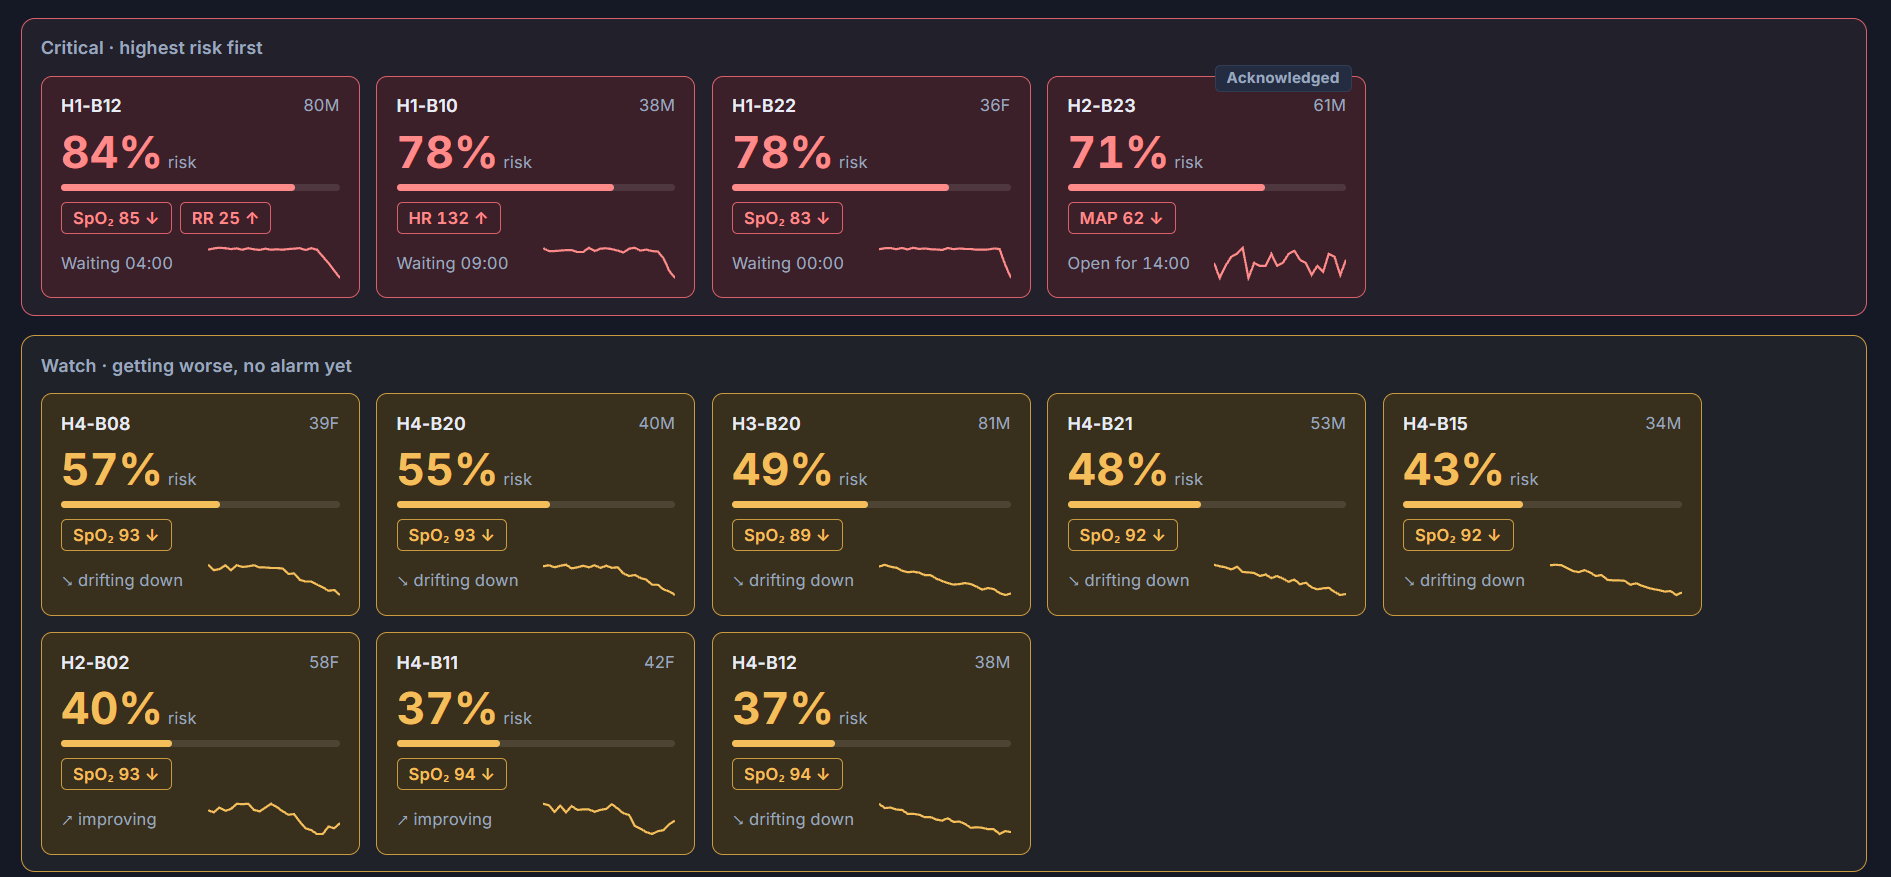 Critical · highest risk first
Acknowledged
H1-B12 80M
84% risk
SpO₂ 85 ↓ RR 25 ↑
Waiting 04:00
H1-B10 38M
78% risk
HR 132 ↑
Waiting 09:00
H1-B22 36F
78% risk
SpO₂ 83 ↓
Waiting 00:00
H2-B23 61M
71% risk
MAP 62 ↓
Open for 14:00
Watch · getting worse, no alarm yet
H4-B08 39F
57% risk
SpO₂ 93 ↓
↘ drifting down
H4-B20 40M
55% risk
SpO₂ 93 ↓
↘ drifting down
H3-B20 81M
49% risk
SpO₂ 89 ↓
↘ drifting down
H4-B21 53M
48% risk
SpO₂ 92 ↓
↘ drifting down
H4-B15 34M
43% risk
SpO₂ 92 ↓
↘ drifting down
H2-B02 58F
40% risk
SpO₂ 93 ↓
↗ improving
H4-B11 42F
37% risk
SpO₂ 94 ↓
↗ improving
H4-B12 38M
37% risk
SpO₂ 94 ↓
↘ drifting down